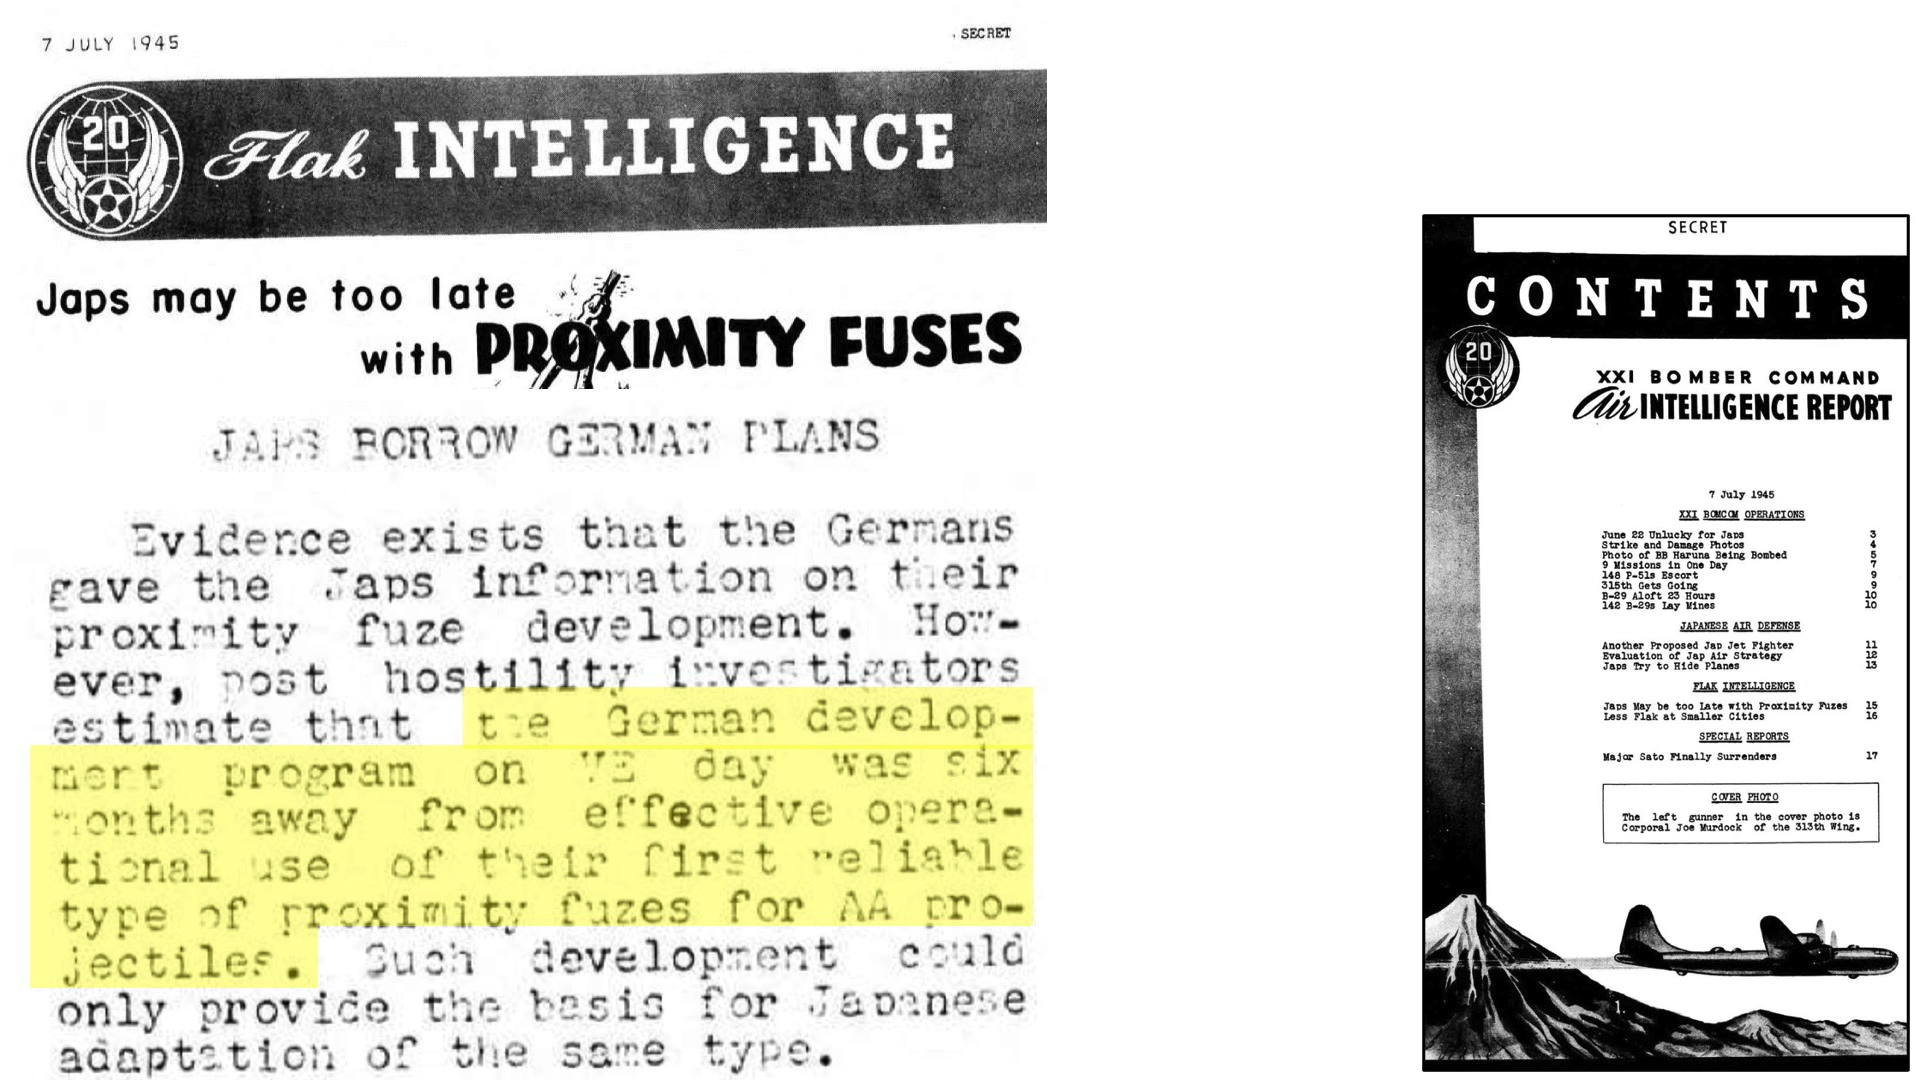 7 JULY 1945
SECRET
20
Flak INTELLIGENCE
Japs may be too late
with PROXIMITY FUSES
JAPS BORROW GERMAN PLANS
Evidence exists that the Germans
gave the Japs information on their
proximity fuze development. How-
ever, post hostility investigators
estimate that the German develop-
ment program on VE day was six
months away from effective opera-
tional use of their first reliable
type of proximity fuzes for AA pro-
jectiles. Such development could
only provide the basis for Japanese
adaptation of the same type.
SECRET
CONTENTS
20
XXI BOMBER COMMAND
Air INTELLIGENCE REPORT
7 July 1945
XXI BOMCOM OPERATIONS
June 22 Unlucky for Japs 3
Strike and Damage Photos 4
Photo of BB Haruna Being Bombed 5
9 Missions in One Day 7
148 P-51s Escort 9
315th Gets Going 9
B-29 Aloft 23 Hours 10
142 B-29s Lay Mines 10
JAPANESE AIR DEFENSE
Another Proposed Jap Jet Fighter 11
Evaluation of Jap Air Strategy 12
Japs Try to Hide Planes 13
FLAK INTELLIGENCE
Japs May be too Late with Proximity Fuzes 15
Less Flak at Smaller Cities 16
SPECIAL REPORTS
Major Sato Finally Surrenders 17
COVER PHOTO
The left gunner in the cover photo is
Corporal Joe Murdock of the 313th Wing.
1.